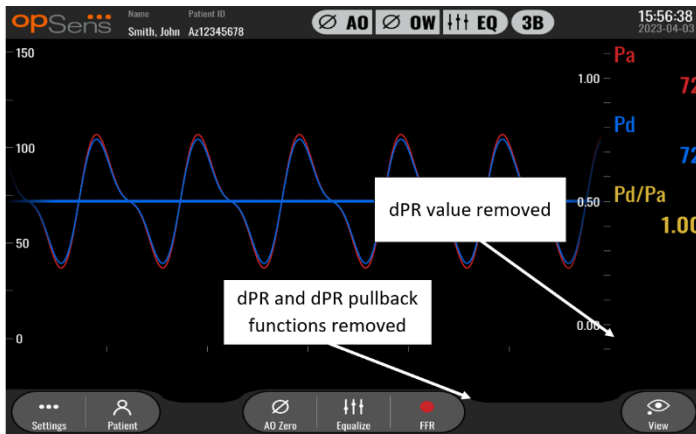 opSens
Name Patient ID
Smith, John Az12345678
Ø AO Ø OW EQ 3B
15:56:38
2023-04-03
150
100
50
0
1.00
0.50
0.00
Pa
72
Pd
72
Pd/Pa
1.00
dPR value removed
dPR and dPR pullback
functions removed
Settings Patient
AO Zero Equalize FFR
View